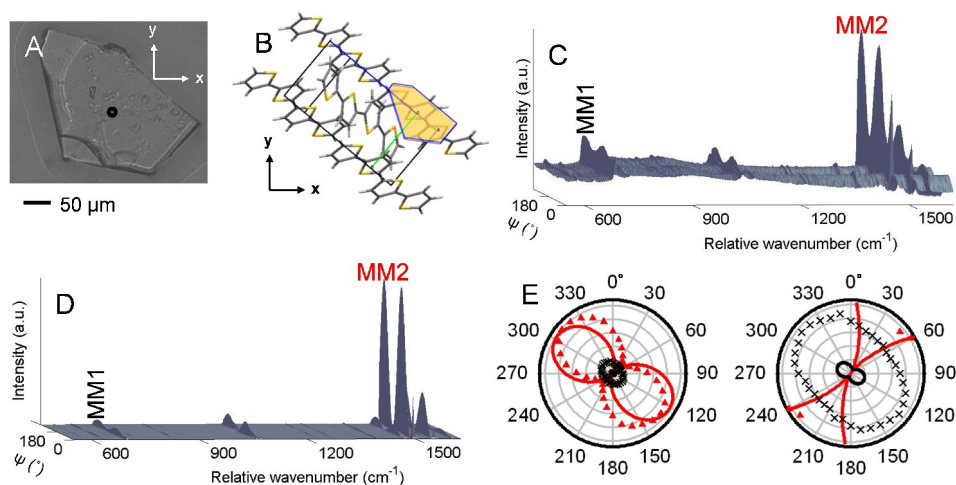 A
y
x
50 µm
B
y
x
C
MM2
MM1
Intensity (a.u.)
180
0
ψ (°)
600
900
1200
1500
Relative wavenumber (cm⁻¹)
D
MM2
MM1
Intensity (a.u.)
180
0
ψ (°)
600
900
1200
1500
Relative wavenumber (cm⁻¹)
E
0°
330
30
300
60
270
90
240
120
210
150
180
0°
330
30
300
60
270
90
240
120
210
150
180